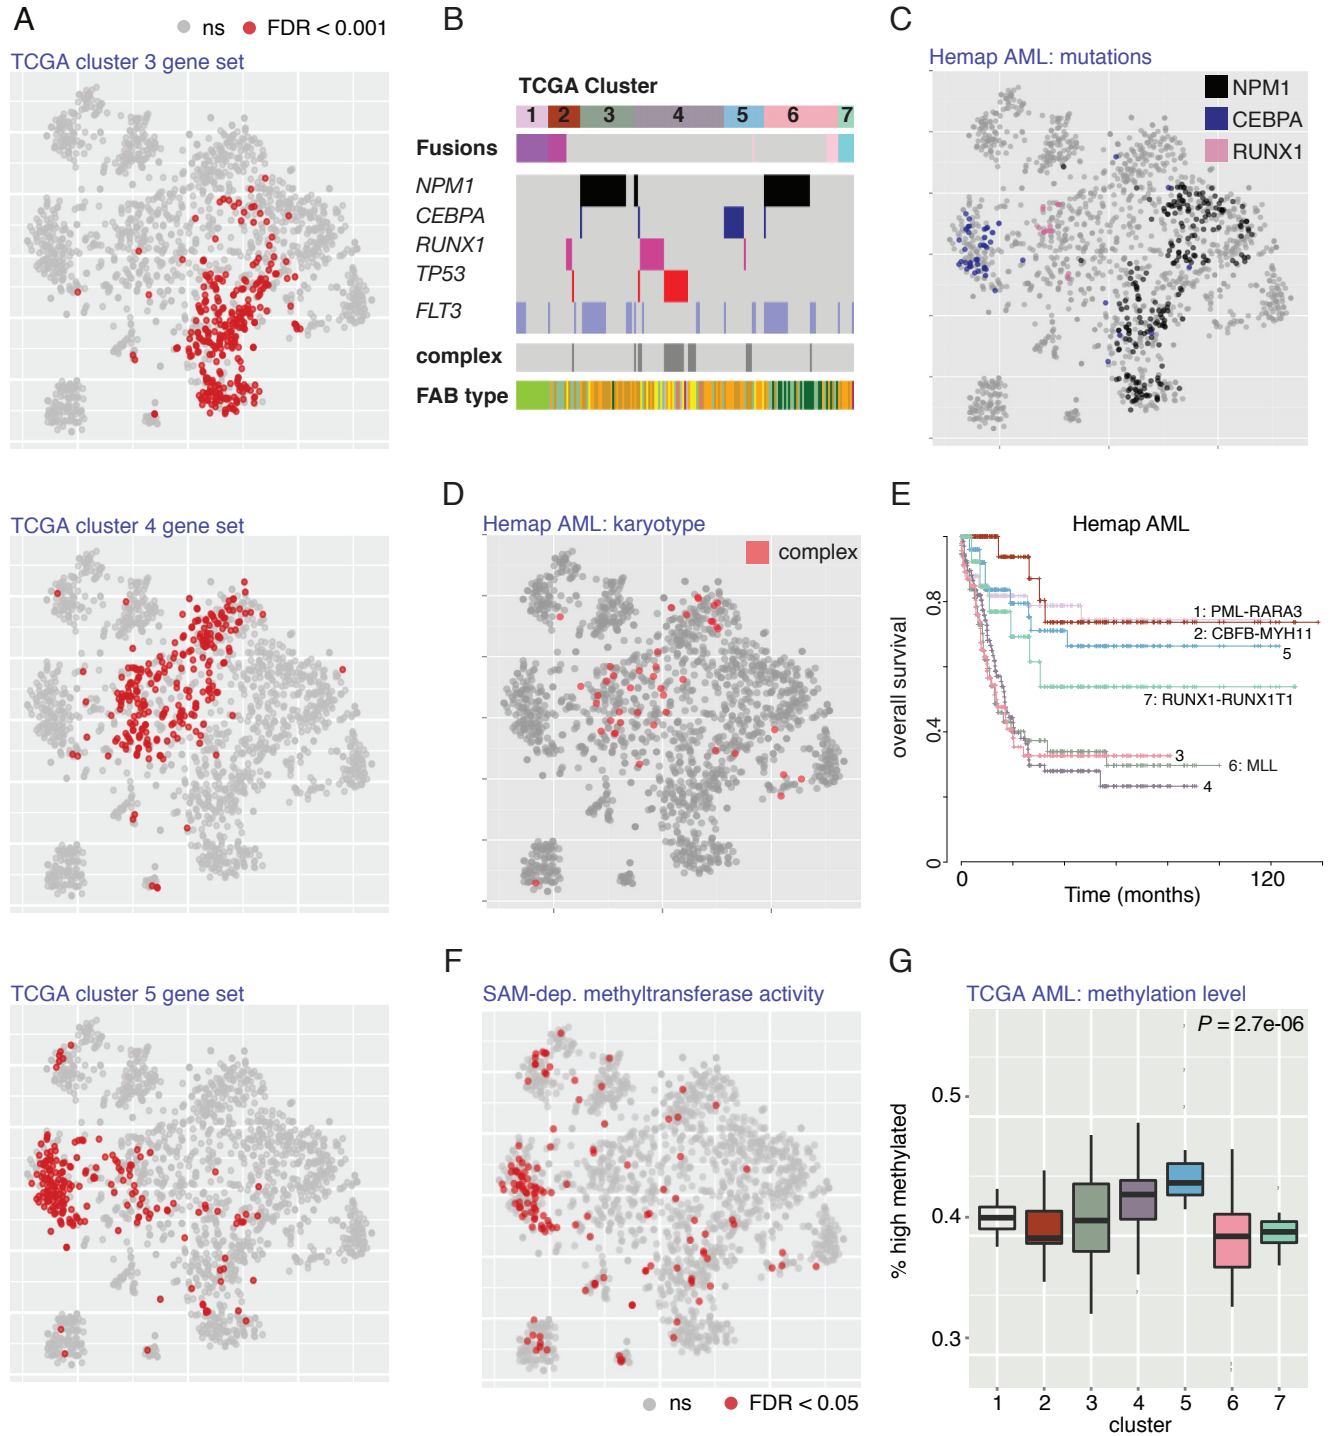 A
ns
FDR < 0.001
TCGA cluster 3 gene set
TCGA cluster 4 gene set
TCGA cluster 5 gene set
B
TCGA Cluster
1 2 3 4 5 6 7
Fusions
NPM1
CEBPA
RUNX1
TP53
FLT3
complex
FAB type
C
Hemap AML: mutations
NPM1
CEBPA
RUNX1
D
Hemap AML: karyotype
complex
E
Hemap AML
overall survival
0.8
0.4
0
1: PML-RARA3
2: CBFB-MYH11
5
7: RUNX1-RUNX1T1
3
6: MLL
4
0 120
Time (months)
F
SAM-dep. methyltransferase activity
ns
FDR < 0.05
G
TCGA AML: methylation level
P = 2.7e-06
% high methylated
0.5
0.4
0.3
1 2 3 4 5 6 7
cluster